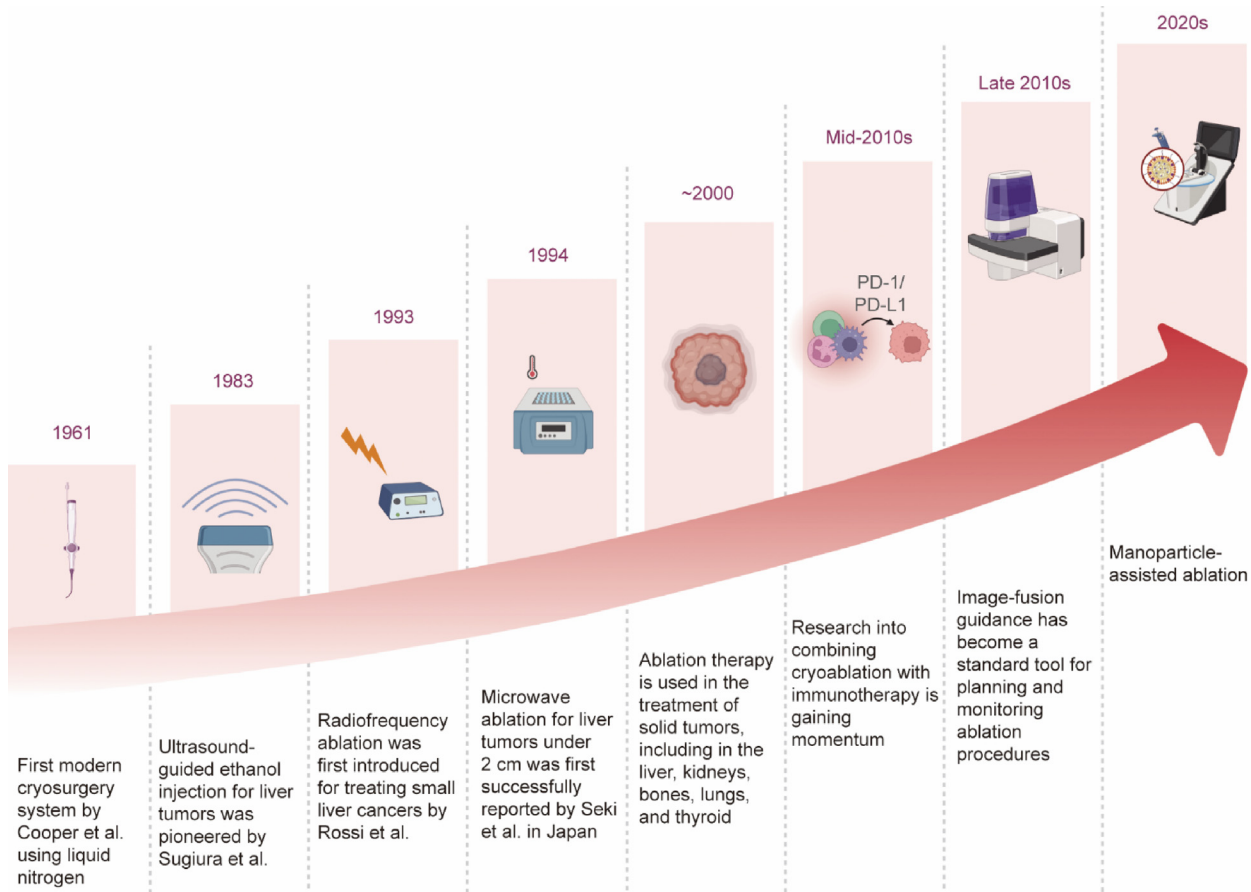 1961
First modern
cryosurgery
system by
Cooper et al.
using liquid
nitrogen
1983
Ultrasound-
guided ethanol
injection for liver
tumors was
pioneered by
Sugiura et al.
1993
Radiofrequency
ablation was
first introduced
for treating small
liver cancers by
Rossi et al.
1994
Microwave
ablation for liver
tumors under
2 cm was first
successfully
reported by Seki
et al. in Japan
~2000
Ablation therapy
is used in the
treatment of
solid tumors,
including in the
liver, kidneys,
bones, lungs,
and thyroid
Mid-2010s
PD-1/
PD-L1
Research into
combining
cryoablation with
immunotherapy is
gaining
momentum
Late 2010s
Image-fusion
guidance has
become a
standard tool for
planning and
monitoring
ablation
procedures
2020s
Manoparticle-
assisted ablation